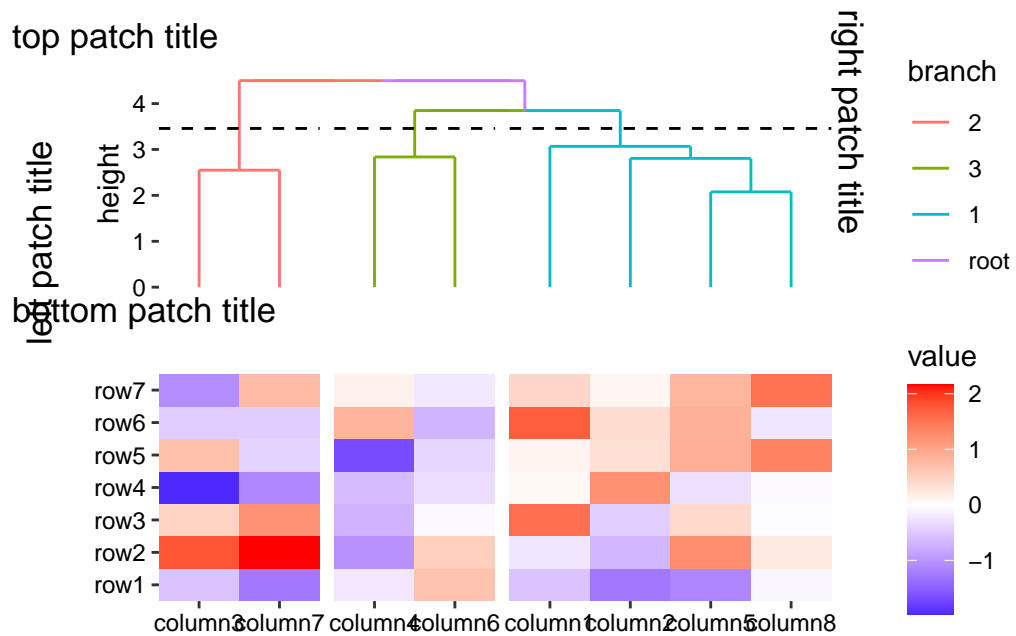 top patch title
right patch title
left patch title
height
4
3
2
1
0
branch
2
3
1
root
bottom patch title
row7
row6
row5
row4
row3
row2
row1
column3
column7
column4
column6
column1
column2
column5
column8
value
2
1
0
−1